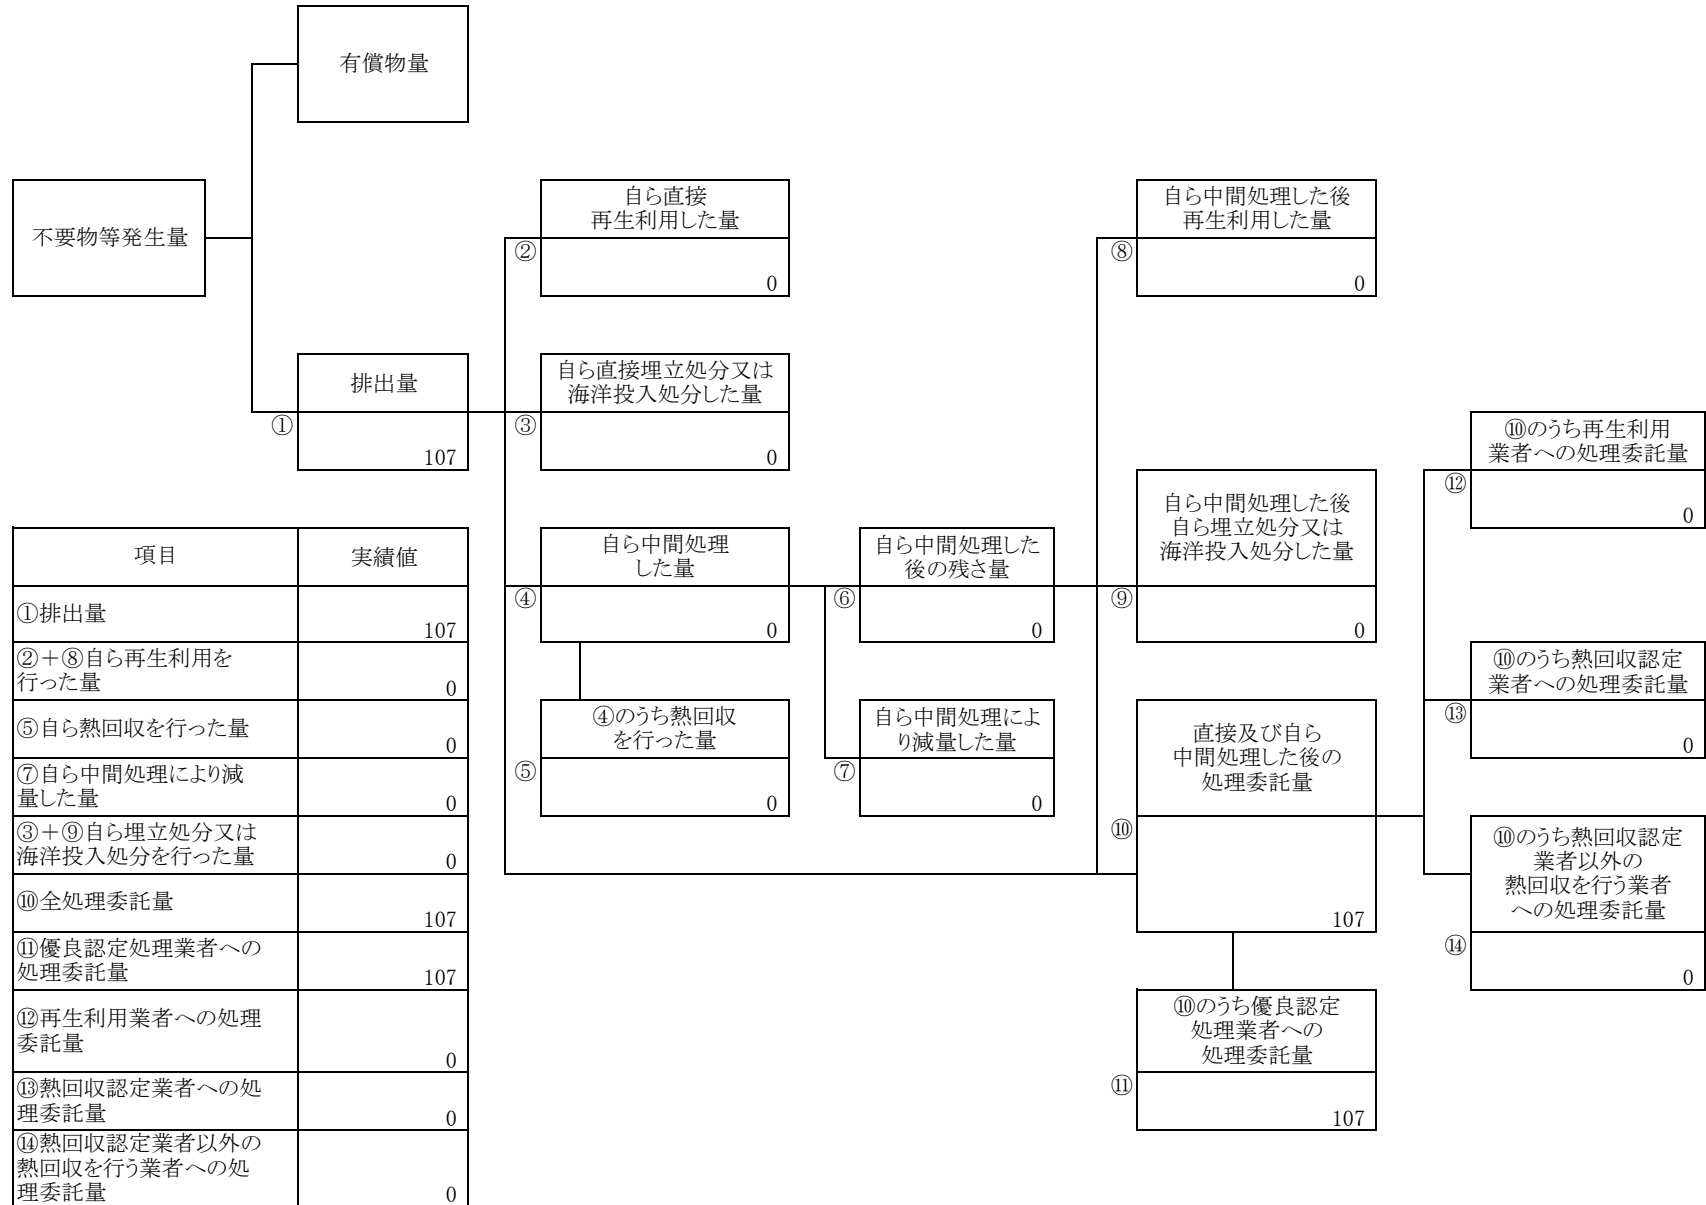 有償物量
不要物等発生量
自ら直接
再生利用した量
②
0
自ら中間処理した後
再生利用した量
⑧
0
排出量
①
107
自ら直接埋立処分又は
海洋投入処分した量
③
0
⑩のうち再生利用
業者への処理委託量
⑫
0
自ら中間処理
した量
④
0
自ら中間処理した
後の残さ量
⑥
0
自ら中間処理した後
自ら埋立処分又は
海洋投入処分した量
⑨
0
⑩のうち熱回収認定
業者への処理委託量
⑬
0
④のうち熱回収
を行った量
⑤
0
自ら中間処理によ
り減量した量
⑦
0
直接及び自ら
中間処理した後の
処理委託量
⑩
107
⑩のうち熱回収認定
業者以外の
熱回収を行う業者
への処理委託量
⑭
0
⑩のうち優良認定
処理業者への
処理委託量
⑪
107
項目 実績値
①排出量
107
②＋⑧自ら再生利用を
行った量 0
⑤自ら熱回収を行った量
0
⑦自ら中間処理により減
量した量 0
③＋⑨自ら埋立処分又は
海洋投入処分を行った量 0
⑩全処理委託量
107
⑪優良認定処理業者への
処理委託量 107
⑫再生利用業者への処理
委託量 0
⑬熱回収認定業者への処
理委託量 0
⑭熱回収認定業者以外の
熱回収を行う業者への処
理委託量 0